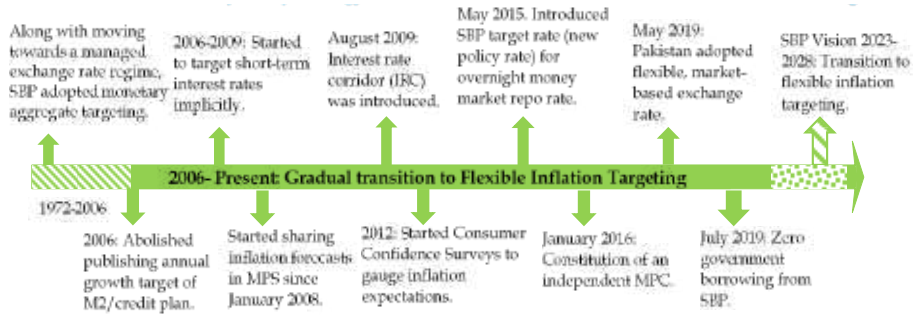 Along with moving
towards a managed
exchange rate regime,
SBP adopted monetary
aggregate targeting.
2006-2009: Started
to target short-term
interest rates
implicitly.
August 2009:
Interest rate
corridor (IRC)
was introduced.
May 2015. Introduced
SBP target rate (new
policy rate) for
overnight money
market repo rate.
May 2019:
Pakistan adopted
flexible, market-
based exchange
rate.
SBP Vision 2023-
2028: Transition to
flexible inflation
targeting.
2006- Present: Gradual transition to Flexible Inflation Targeting
1972-2006
2006: Abolished
publishing annual
growth target of
M2/credit plan.
Started sharing
inflation forecasts
in MPS since
January 2008.
2012: Started Consumer
Confidence Surveys to
gauge inflation
expectations.
January 2016:
Constitution of an
independent MPC.
July 2019: Zero
government
borrowing from
SBP.